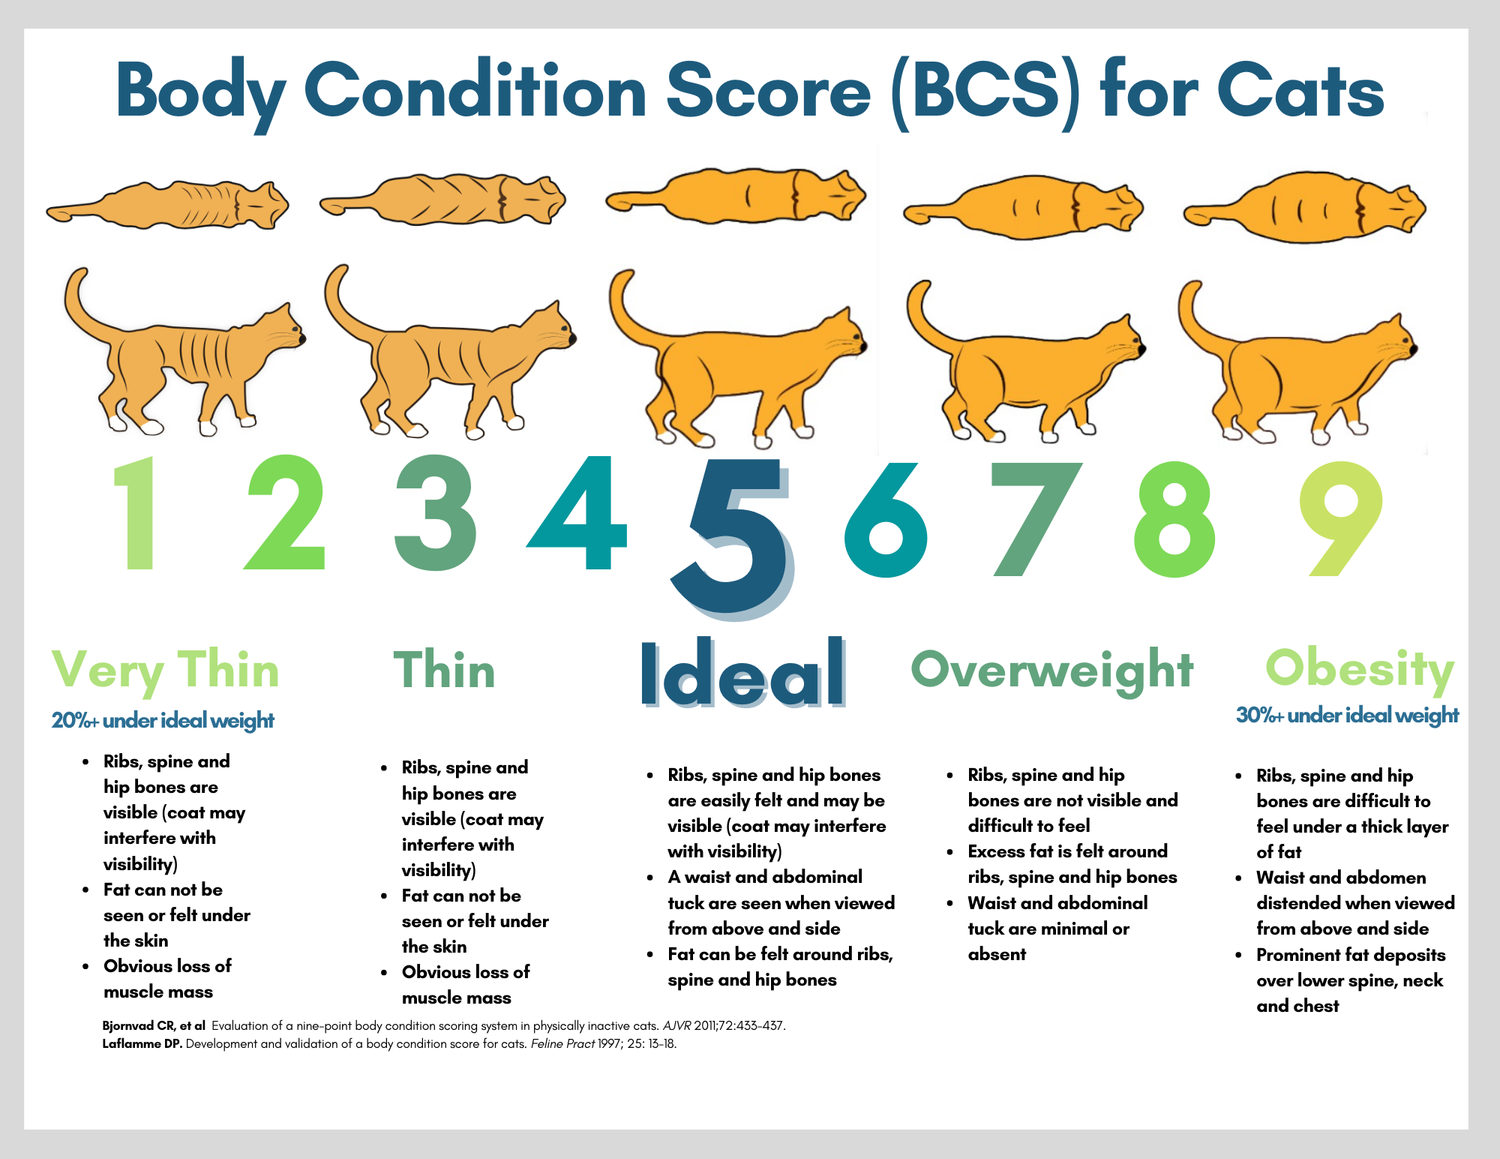 Body Condition Score (BCS) for Cats
1 2 3 4 5 6 7 8 9
Very Thin
20%+ under ideal weight
• Ribs, spine and
hip bones are
visible (coat may
interfere with
visibility)
• Fat can not be
seen or felt under
the skin
• Obvious loss of
muscle mass
Thin
• Ribs, spine and
hip bones are
visible (coat may
interfere with
visibility)
• Fat can not be
seen or felt under
the skin
• Obvious loss of
muscle mass
Ideal
• Ribs, spine and hip bones
are easily felt and may be
visible (coat may interfere
with visibility)
• A waist and abdominal
tuck are seen when viewed
from above and side
• Fat can be felt around ribs,
spine and hip bones
Overweight
• Ribs, spine and hip
bones are not visible and
difficult to feel
• Excess fat is felt around
ribs, spine and hip bones
• Waist and abdominal
tuck are minimal or
absent
Obesity
30%+ under ideal weight
• Ribs, spine and hip
bones are difficult to
feel under a thick layer
of fat
• Waist and abdomen
distended when viewed
from above and side
• Prominent fat deposits
over lower spine, neck
and chest
Bjornvad CR, et al Evaluation of a nine-point body condition scoring system in physically inactive cats. AJVR 2011;72:433-437.
Laflamme DP. Development and validation of a body condition score for cats. Feline Pract 1997; 25: 13-18.